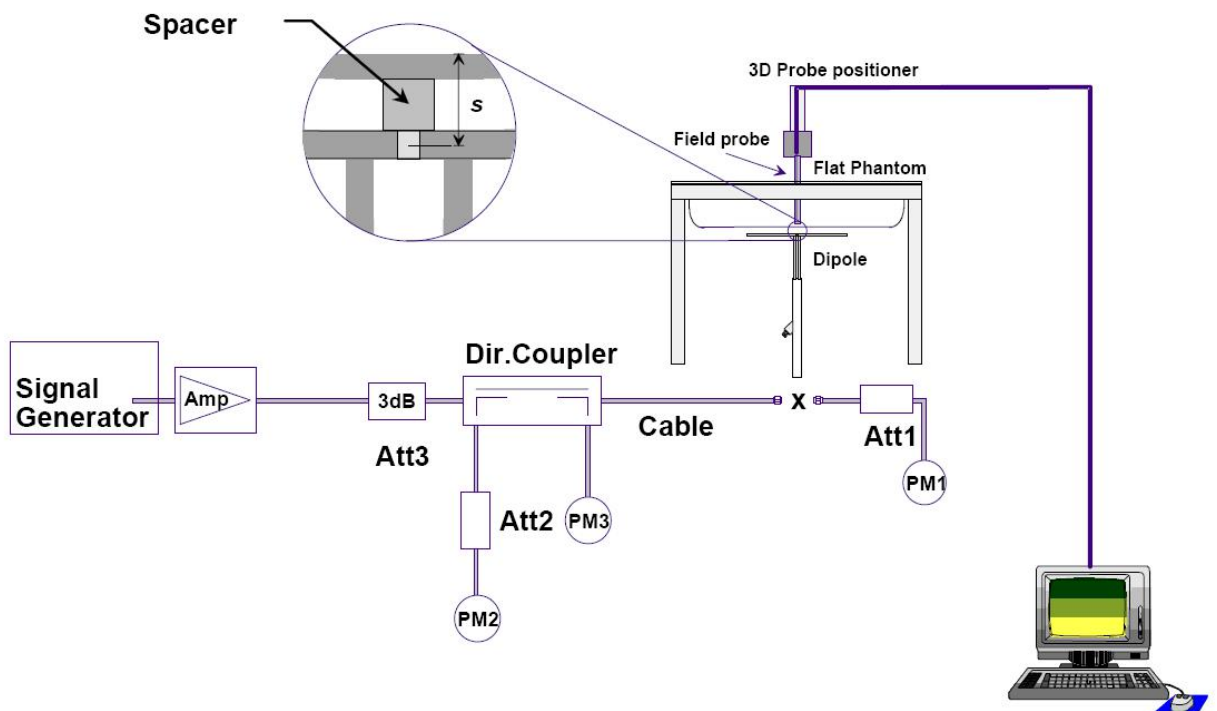 Spacer
s
3D Probe positioner
Field probe
Flat Phantom
Dipole
Dir.Coupler
Signal
Generator
Amp
3dB
x
Cable
Att3
Att1
PM1
Att2
PM3
PM2